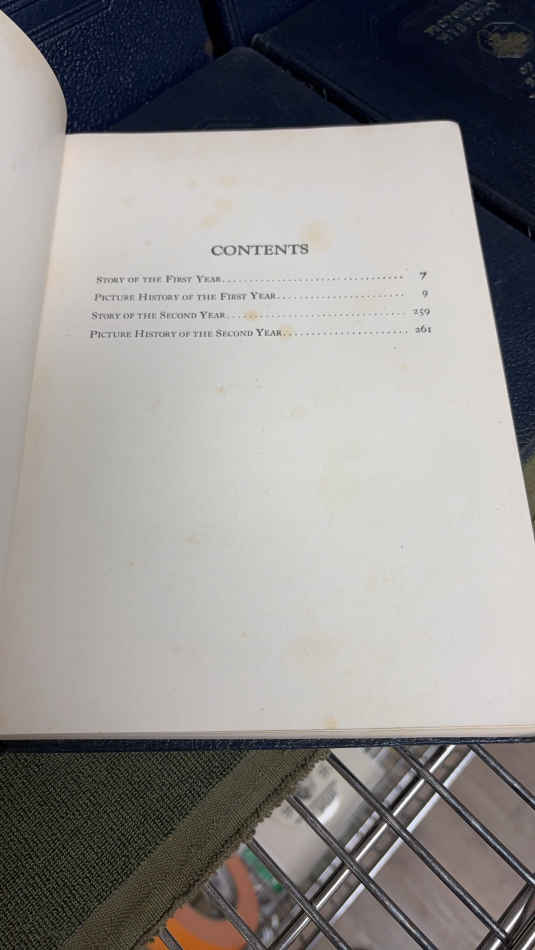 CONTENTS
Story of the First Year.................................. 7
Picture History of the First Year........................ 9
Story of the Second Year................................. 259
Picture History of the Second Year....................... 261
HISTORY